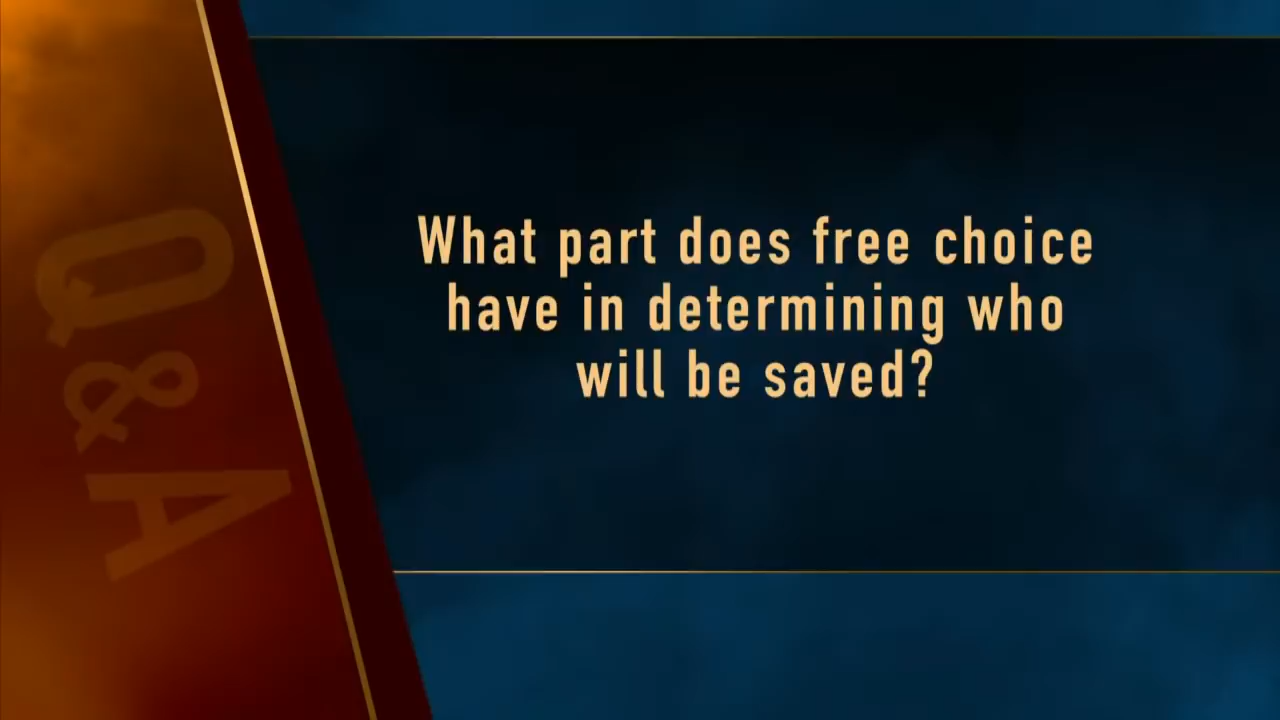 Q & A
What part does free choice
have in determining who
will be saved?